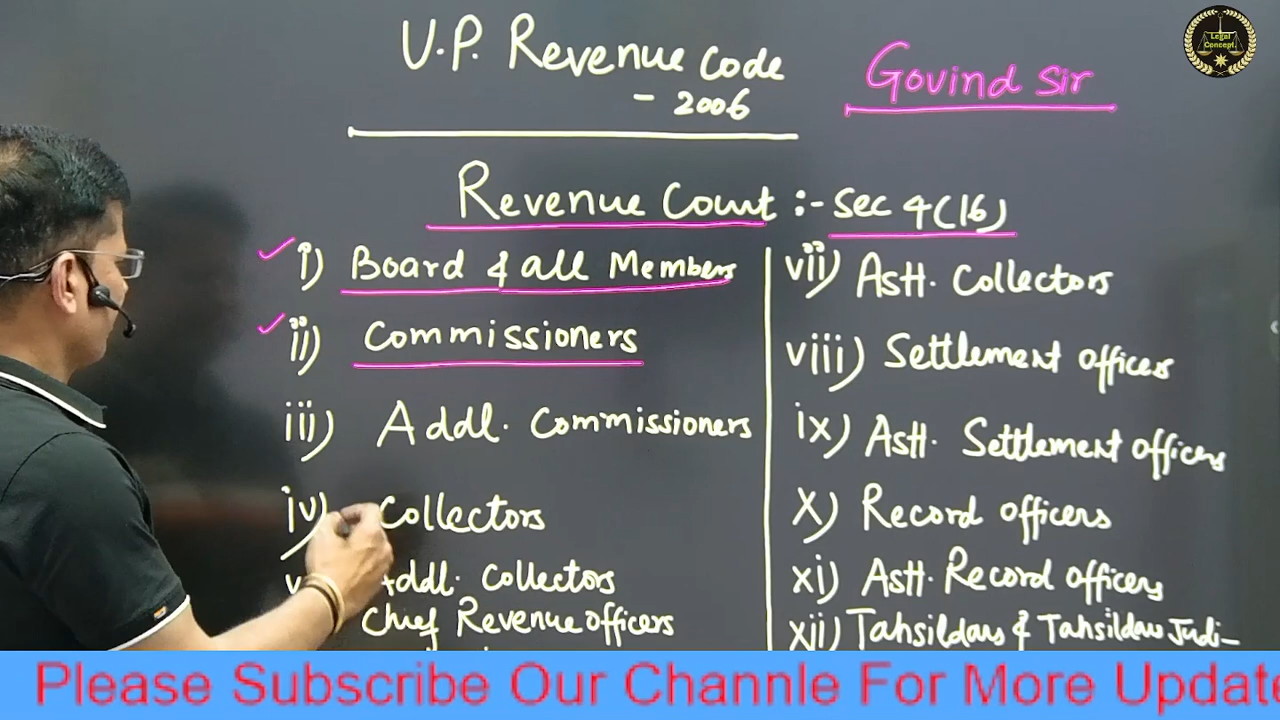 U.P. Revenue Code
- 2006
Govind Sir
Legal
Concept.
Revenue Court :- Sec 4(16)
i) Board & all Members
ii) Commissioners
iii) Addl. Commissioners
iv) Collectors
v Addl. Collectors
Chief Revenue officers
vii) Astt. Collectors
viii) Settlement officers
ix) Astt. Settlement officers
x) Record officers
xi) Astt. Record officers
xii) Tahsildars & Tahsildars Judi-
Please Subscribe Our Channle For More Update